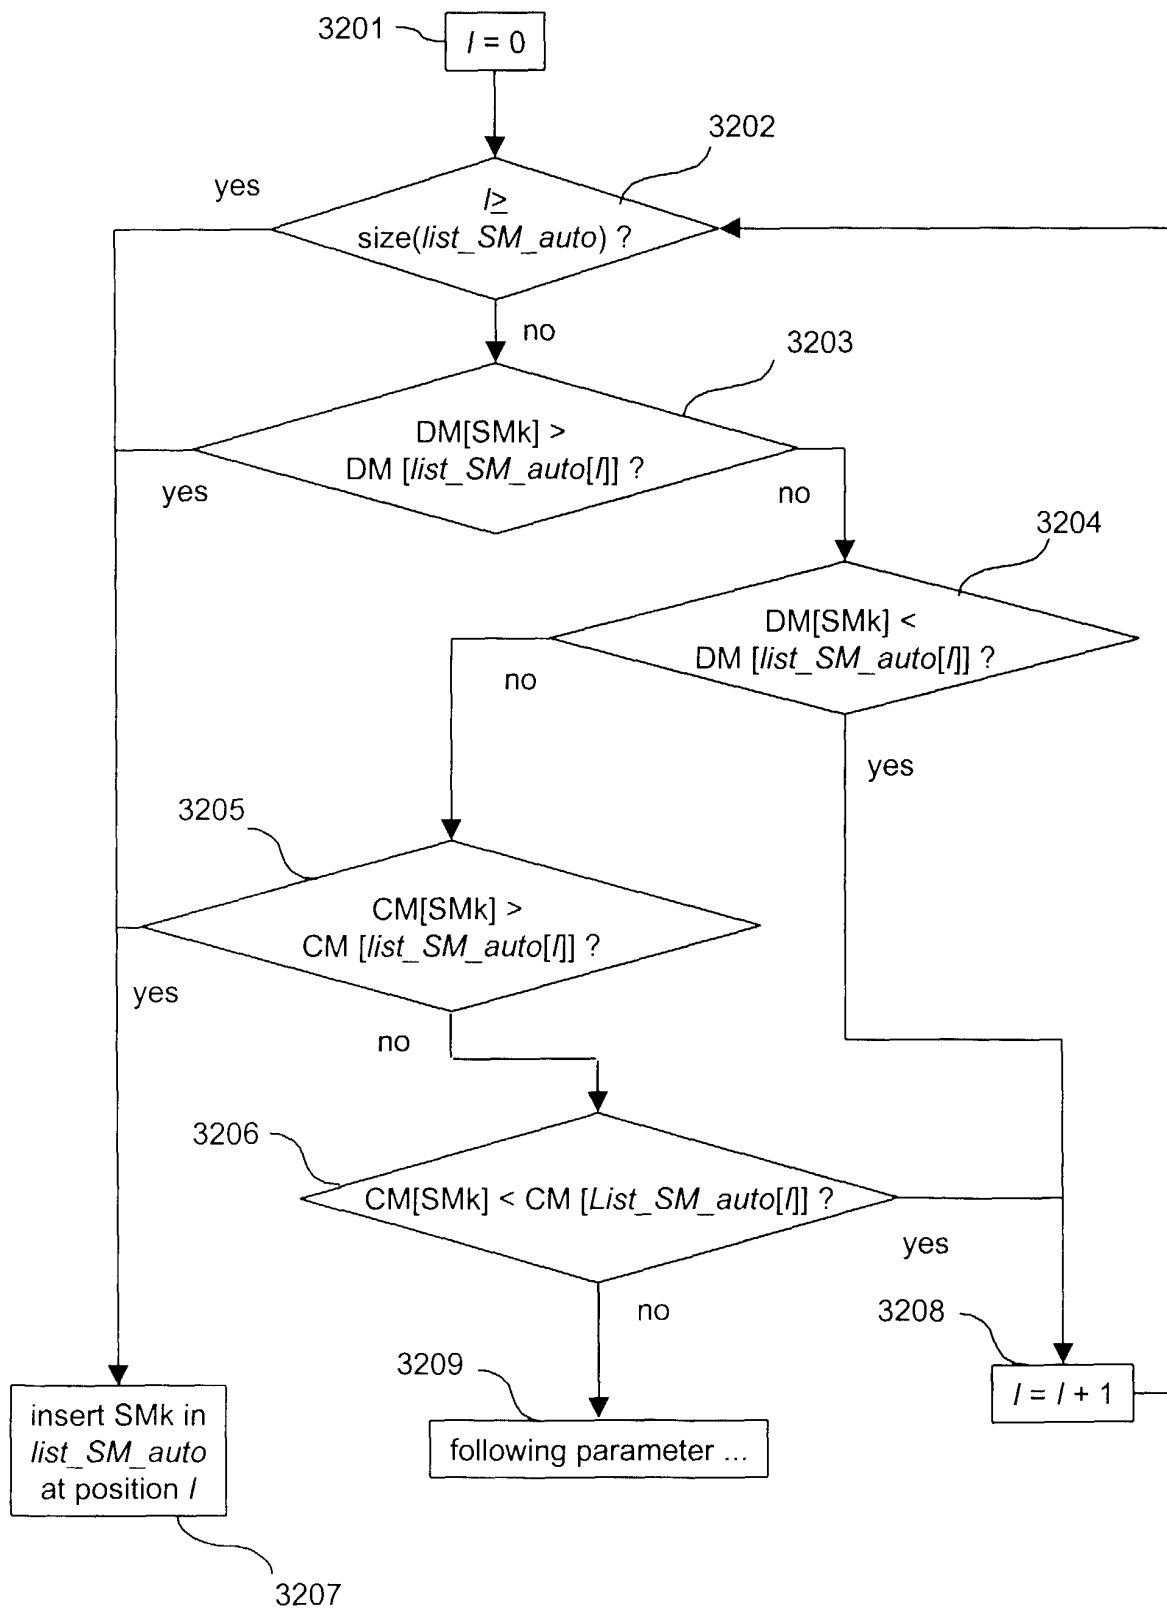 3201
l = 0
3202
yes
l≥
size(list_SM_auto) ?
no
3203
DM[SMk] >
DM [list_SM_auto[l]] ?
yes
no
3204
DM[SMk] <
DM [list_SM_auto[l]] ?
no
yes
3205
CM[SMk] >
CM [list_SM_auto[l]] ?
yes
no
3206
CM[SMk] < CM [List_SM_auto[l]] ?
yes
no
3208
3209
l = l + 1
insert SMk in
list_SM_auto
at position l
following parameter ...
3207